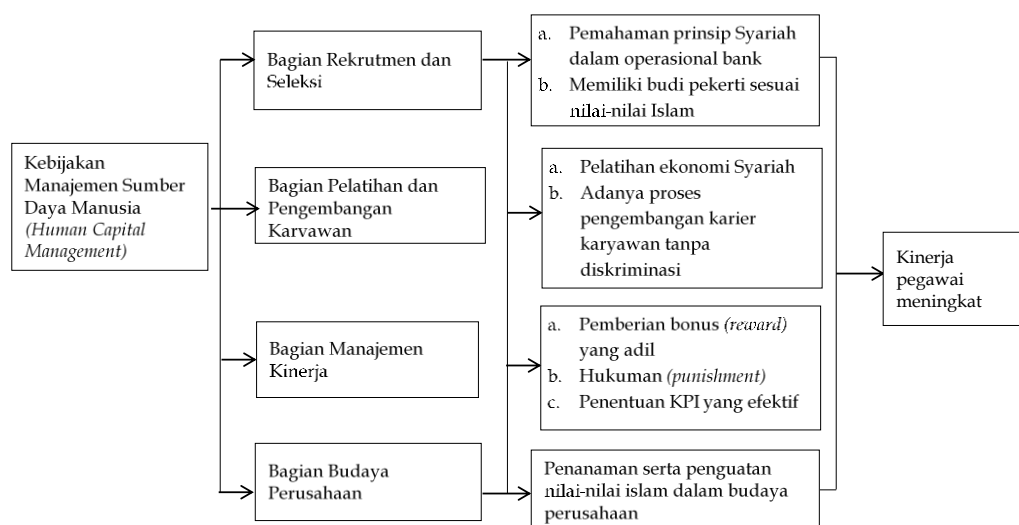 Kebijakan
Manajemen Sumber
Daya Manusia
(Human Capital
Management)
Bagian Rekrutmen dan
Seleksi
Bagian Pelatihan dan
Pengembangan
Karyawan
Bagian Manajemen
Kinerja
Bagian Budaya
Perusahaan
a. Pemahaman prinsip Syariah
dalam operasional bank
b. Memiliki budi pekerti sesuai
nilai-nilai Islam
a. Pelatihan ekonomi Syariah
b. Adanya proses
pengembangan karier
karyawan tanpa
diskriminasi
a. Pemberian bonus (reward)
yang adil
b. Hukuman (punishment)
c. Penentuan KPI yang efektif
Penanaman serta penguatan
nilai-nilai islam dalam budaya
perusahaan
Kinerja
pegawai
meningkat